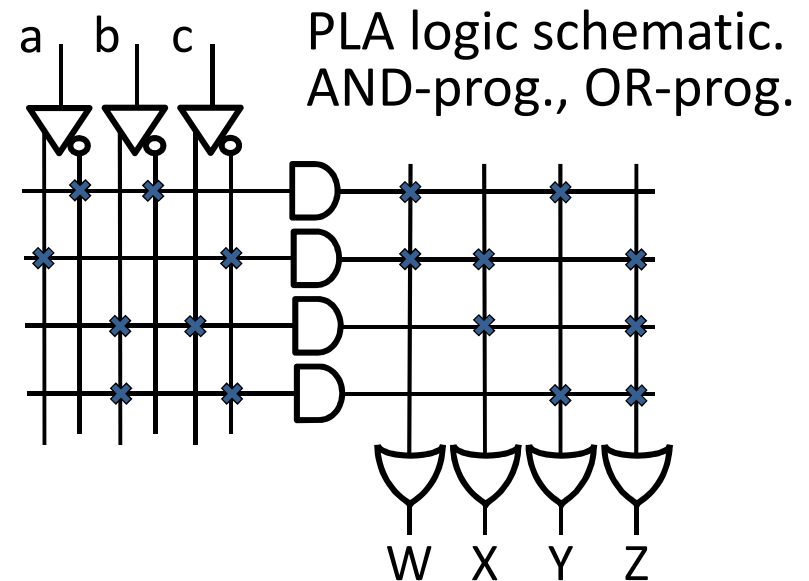 a b c
PLA logic schematic.
AND-prog., OR-prog.
W X Y Z